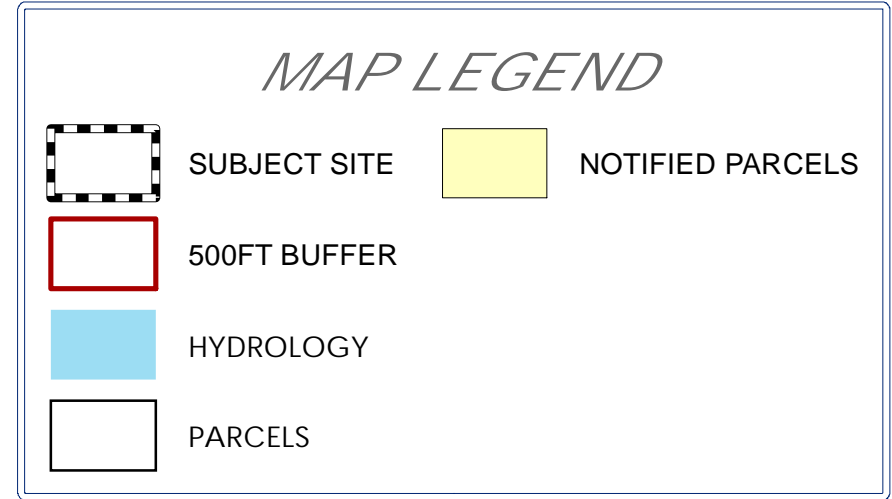 MAP LEGEND
SUBJECT SITE
NOTIFIED PARCELS
500FT BUFFER
HYDROLOGY
PARCELS